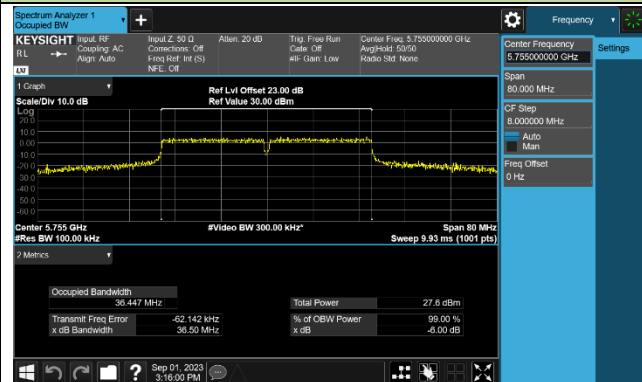 Spectrum Analyzer 1
Occupied BW
Frequency
KEYSIGHT
RL
LXI
Input: RF
Coupling: AC
Align: Auto
Input Z: 50 Ω
Corrections: Off
Freq Ref: Int (S)
NFE: Off
Atten: 20 dB
Trig: Free Run
Gate: Off
#IF Gain: Low
Center Freq: 5.755000000 GHz
Avg|Hold: 50/50
Radio Std: None
Center Frequency
5.755000000 GHz
Settings
Span
80.000 MHz
CF Step
8.000000 MHz
Auto
Man
Freq Offset
0 Hz
1 Graph
Scale/Div 10.0 dB
Ref Lvl Offset 23.00 dB
Ref Value 30.00 dBm
Log
20.0
10.0
0.00
-10.0
-20.0
-30.0
-40.0
-50.0
-60.0
Center 5.755 GHz
#Video BW 300.00 kHz*
Span 80 MHz
#Res BW 100.00 kHz
Sweep 9.93 ms (1001 pts)
2 Metrics
Occupied Bandwidth
36.447 MHz
Total Power 27.6 dBm
Transmit Freq Error -62.142 kHz
% of OBW Power 99.00 %
x dB Bandwidth 36.50 MHz
x dB -6.00 dB
?
Sep 01, 2023
3:16:00 PM